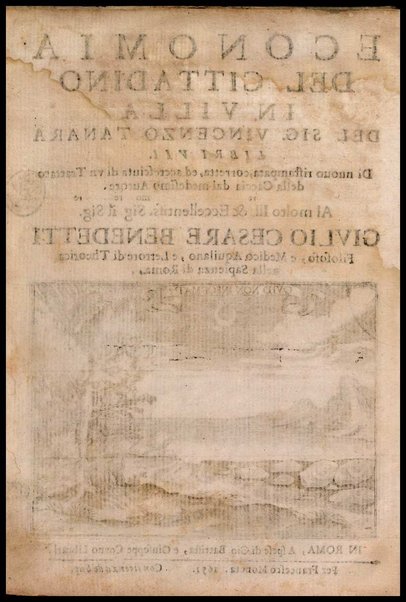 ECONOMIA
DEL CITTADINO
IN VILLA
DEL SIG. VINCENZO TANARA
LIBRI VII.
Di nuouo ristampata, corretta, ed accresciuta di vn Trattato
della Caccia dal medesimo Autore.
Al molto Ill. & Eccellentiss. Sig. il Sig.
GIVLIO CESARE BENEDETTI
Filosofo, e Medico Aquilano, e Lettore di Theorica
nella Sapienza di Roma.
IN ROMA, A spese di Gio. Battista, e Giuseppe Coruo Librari
Per Francesco Moneta. 1651. Con licenza de' Sup.